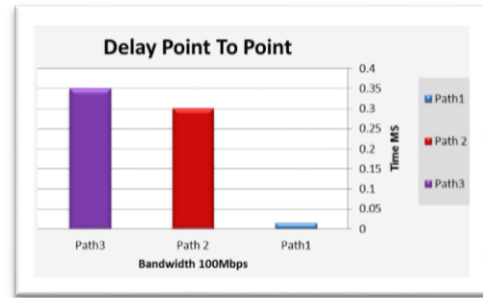 Delay Point To Point
0.4
0.35
0.3
0.25
0.2
0.15
0.1
0.05
0
Time MS
Path3
Path 2
Path1
Bandwidth 100Mbps
Path1
Path 2
Path3